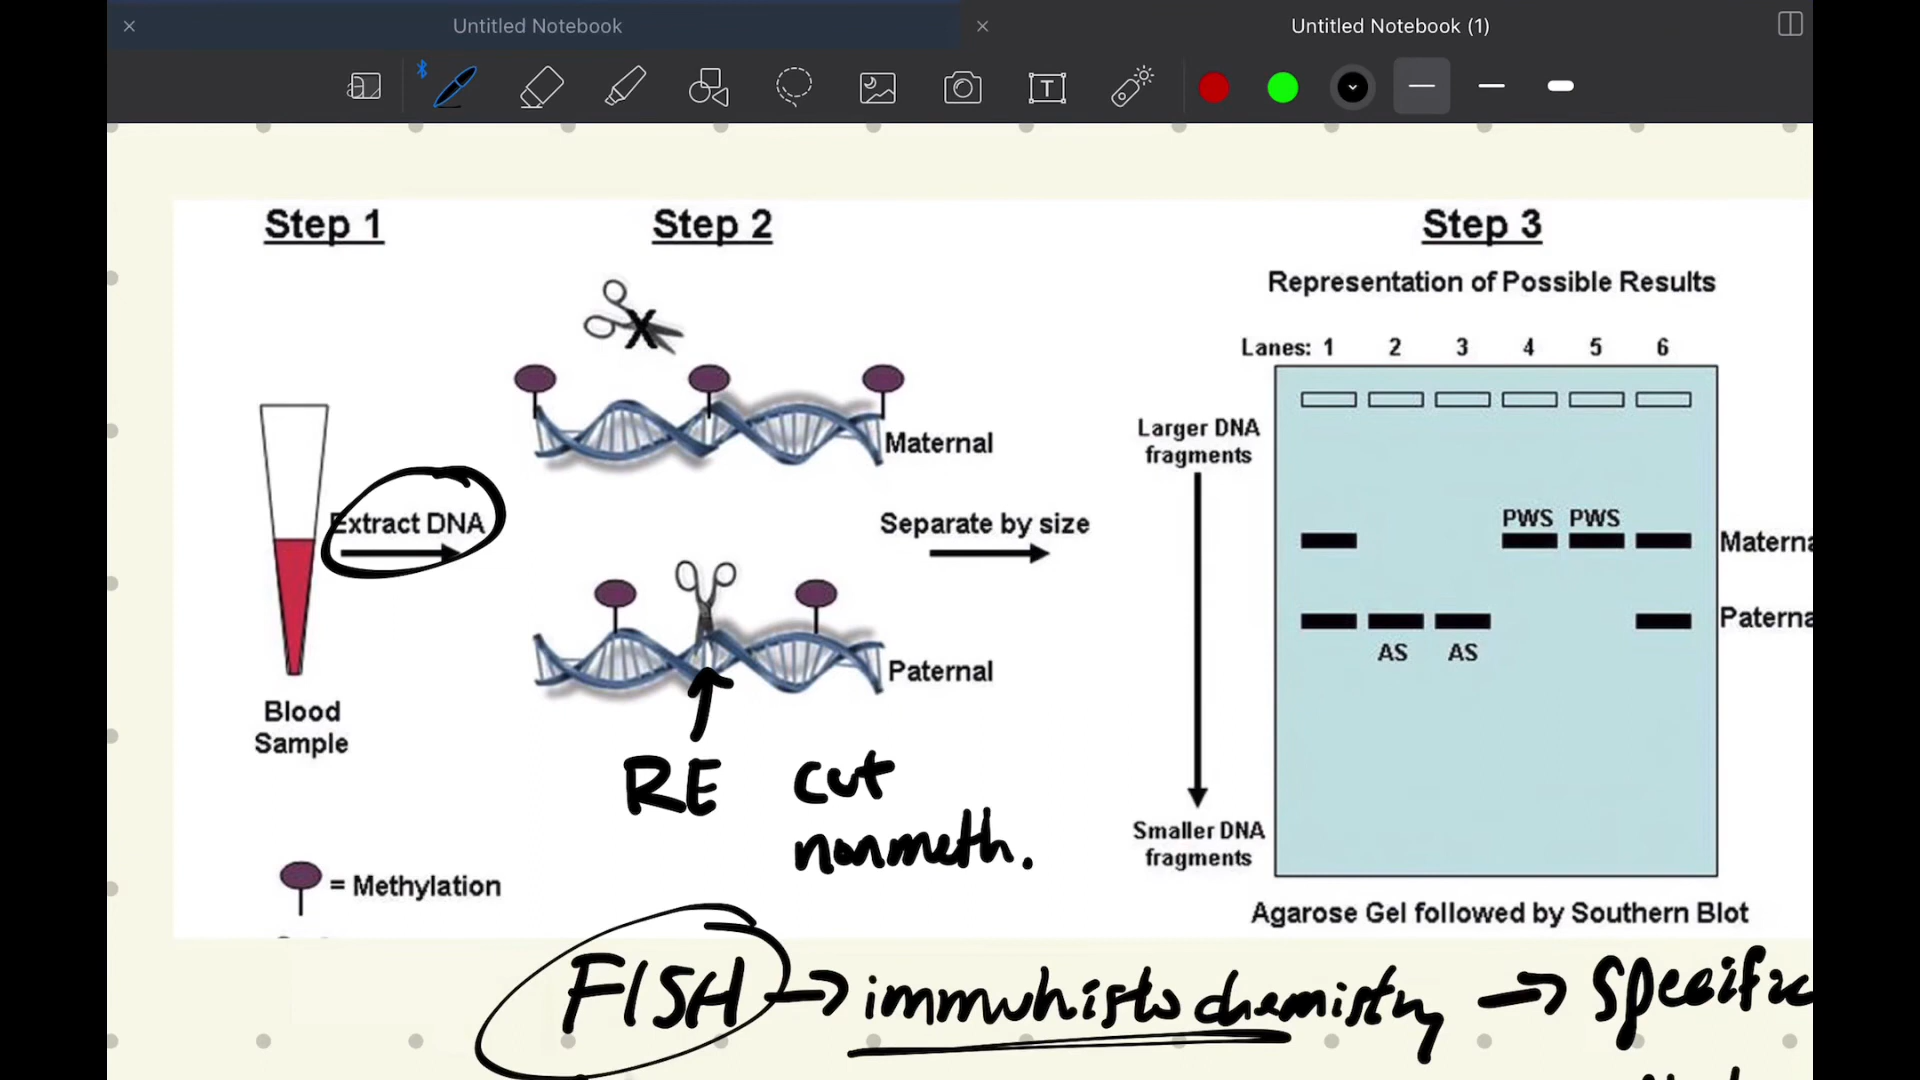 Untitled Notebook
Untitled Notebook (1)
T
Step 1
Step 2
Step 3
Representation of Possible Results
Lanes: 1 2 3 4 5 6
X
Maternal
Larger DNA
fragments
Extract DNA
Separate by size
PWS PWS
Materna
Paterna
AS AS
Paternal
Blood
Sample
RE cut
nonmeth.
Smaller DNA
fragments
= Methylation
Agarose Gel followed by Southern Blot
FISH → immuhistochemistry →